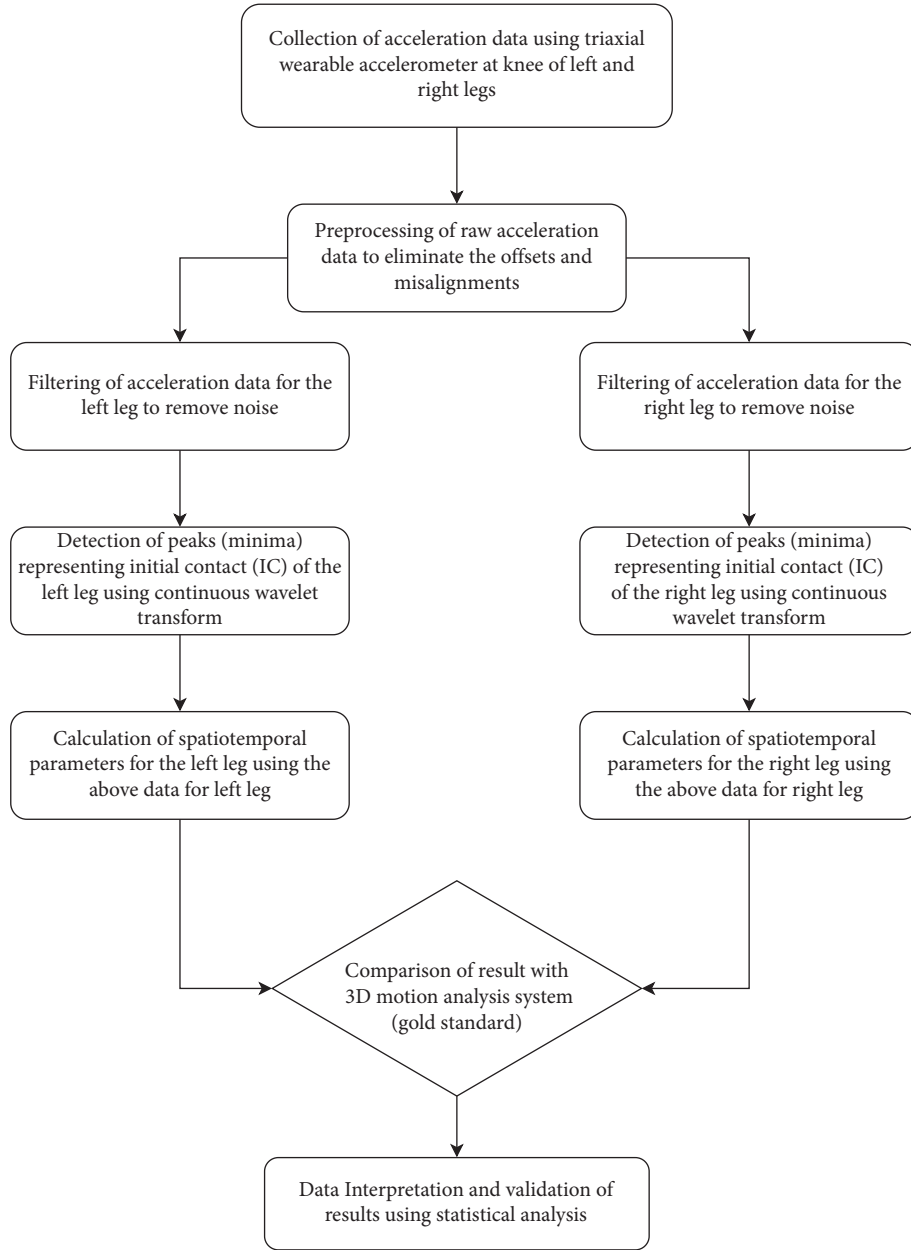 Collection of acceleration data using triaxial
wearable accelerometer at knee of left and
right legs
Preprocessing of raw acceleration
data to eliminate the offsets and
misalignments
Filtering of acceleration data for the
left leg to remove noise
Filtering of acceleration data for the
right leg to remove noise
Detection of peaks (minima)
representing initial contact (IC) of the
left leg using continuous wavelet
transform
Detection of peaks (minima)
representing initial contact (IC)
of the right leg using continuous
wavelet transform
Calculation of spatiotemporal
parameters for the left leg using the
above data for left leg
Calculation of spatiotemporal
parameters for the right leg using
the above data for right leg
Comparison of result with
3D motion analysis system
(gold standard)
Data Interpretation and validation of
results using statistical analysis